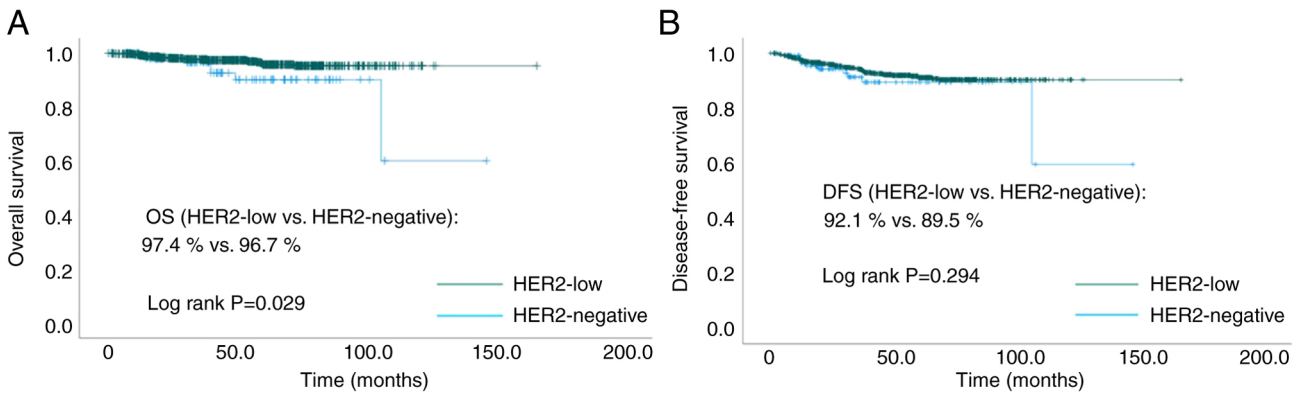 A
1.0
0.8
0.6
0.4
0.2
0.0
Overall survival
OS (HER2-low vs. HER2-negative):
97.4 % vs. 96.7 %
Log rank P=0.029
HER2-low
HER2-negative
0 50.0 100.0 150.0 200.0
Time (months)
B
1.0
0.8
0.6
0.4
0.2
0.0
Disease-free survival
DFS (HER2-low vs. HER2-negative):
92.1 % vs. 89.5 %
Log rank P=0.294
HER2-low
HER2-negative
0 50.0 100.0 150.0 200.0
Time (months)